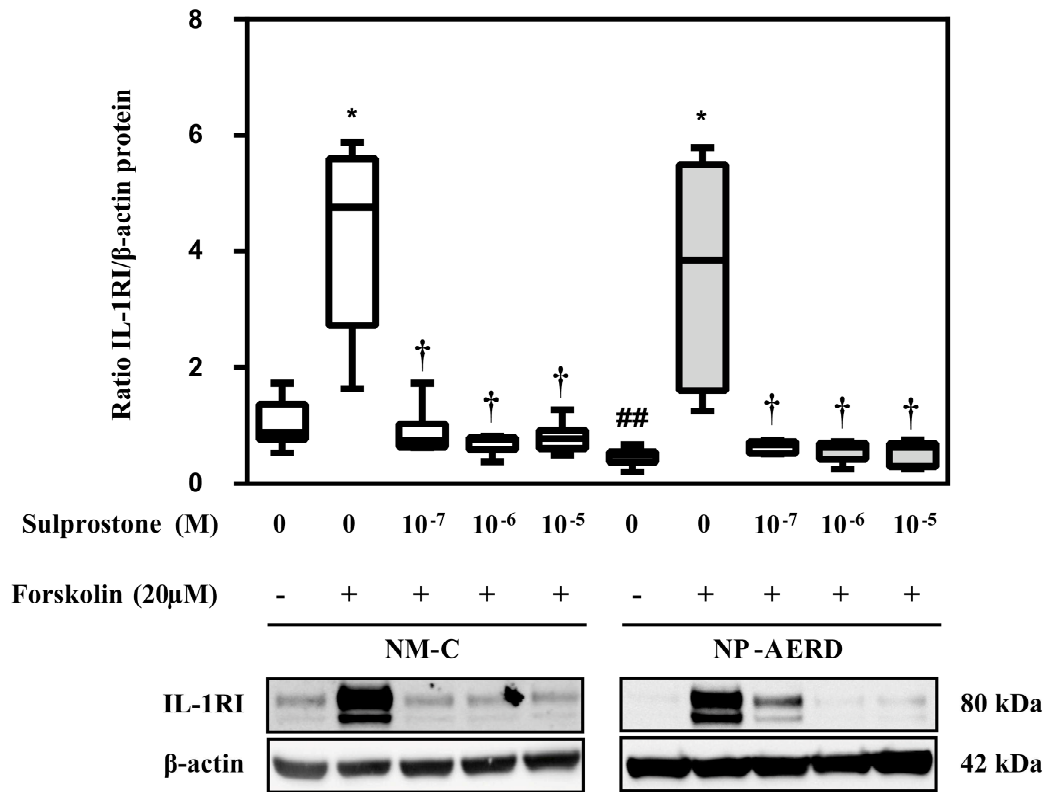 8
6
4
2
0
Ratio IL-1RI/β-actin protein
* † † † ## * † † †
Sulprostone (M) 0 0 10⁻⁷ 10⁻⁶ 10⁻⁵ 0 0 10⁻⁷ 10⁻⁶ 10⁻⁵
Forskolin (20μM) - + + + + - + + + +
NM-C NP-AERD
IL-1RI 80 kDa
β-actin 42 kDa